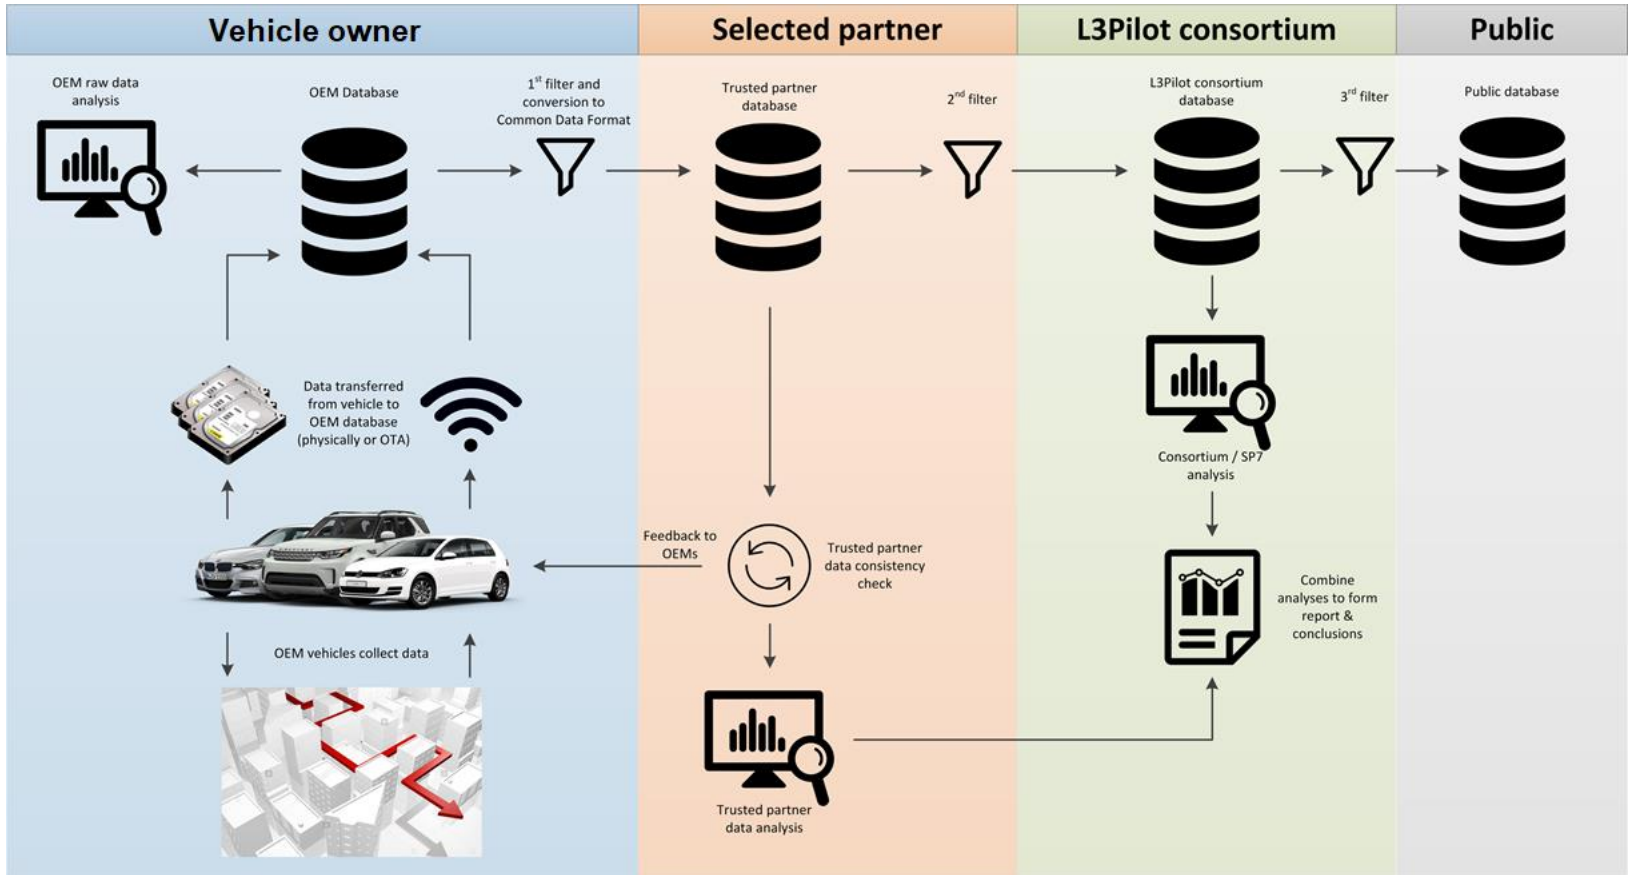 Vehicle owner
Selected partner
L3Pilot consortium
Public
OEM raw data
analysis
OEM Database
1st filter and
conversion to
Common Data Format
Trusted partner
database
2nd filter
L3Pilot consortium
database
3rd filter
Public database
Data transferred
from vehicle to
OEM database
(physically or OTA)
Consortium / SP7
analysis
Feedback to
OEMs
Trusted partner
data consistency
check
Combine
analyses to form
report &
conclusions
OEM vehicles collect data
Trusted partner
data analysis